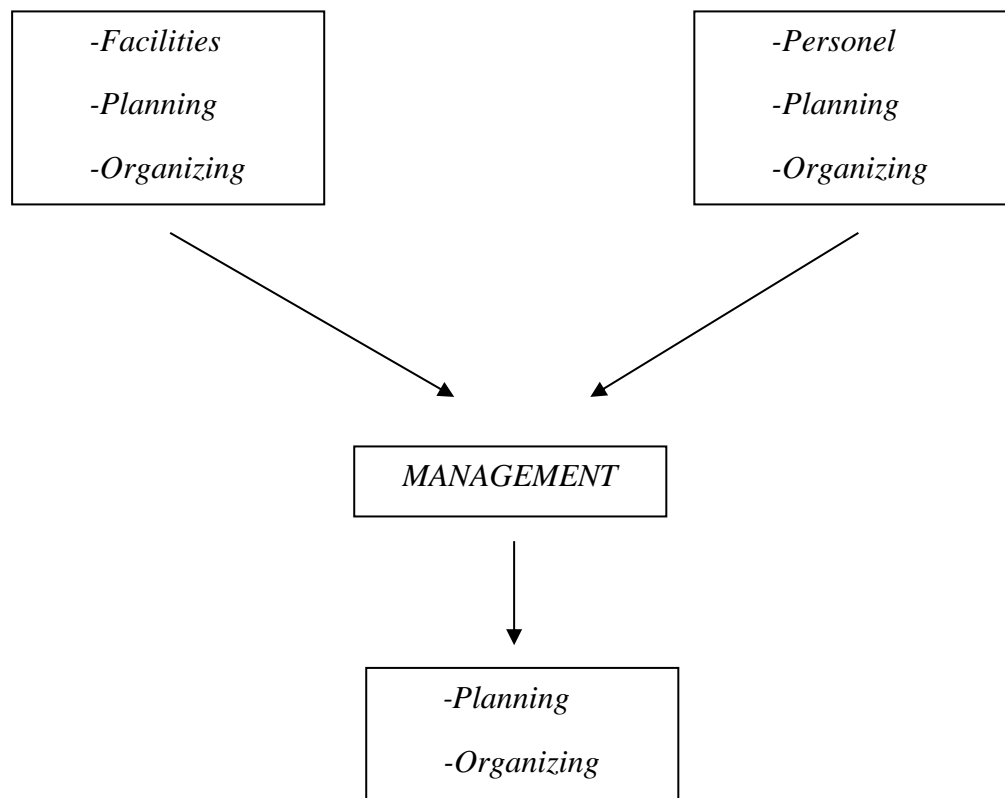 -Facilities
-Planning
-Organizing
-Personel
-Planning
-Organizing
MANAGEMENT
-Planning
-Organizing